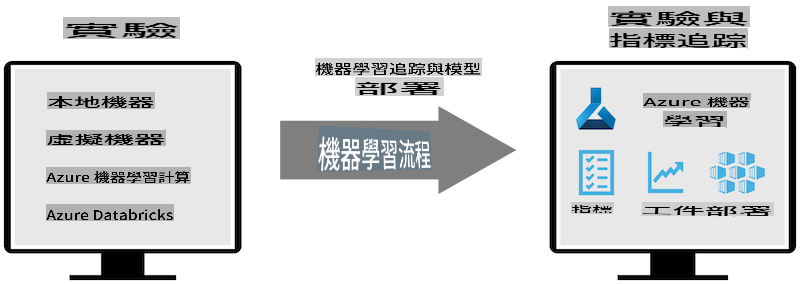 實驗
本地機器
虛擬機器
Azure 機器學習計算
Azure Databricks
機器學習追踪與模型
部署
機器學習流程
實驗與
指標追踪
Azure 機器
學習
指標
工件部署